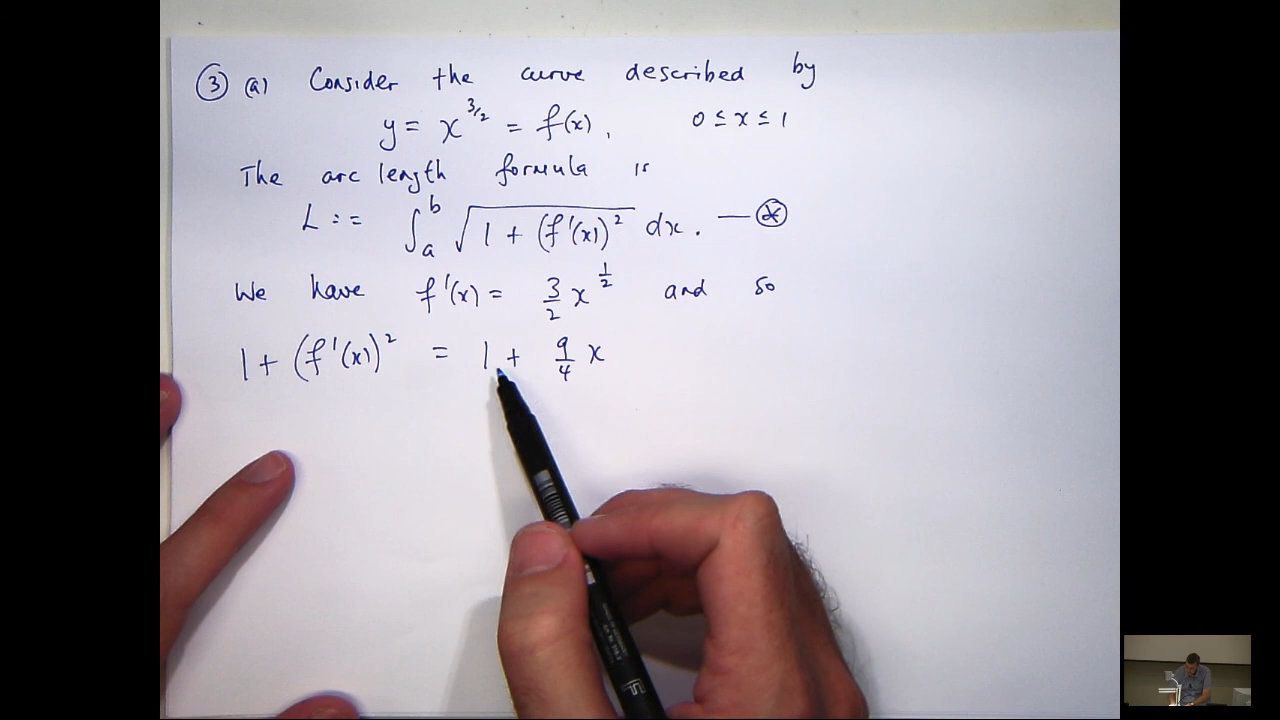 ③ (a) Consider the curve described by
y = x^{3/2} = f(x), 0 ≤ x ≤ 1
The arc length formula is
L := ∫_a^b √(1 + (f'(x))^2) dx. — ⊛
We have f'(x) = 3/2 x^{1/2} and so
1 + (f'(x))^2 = 1 + 9/4 x